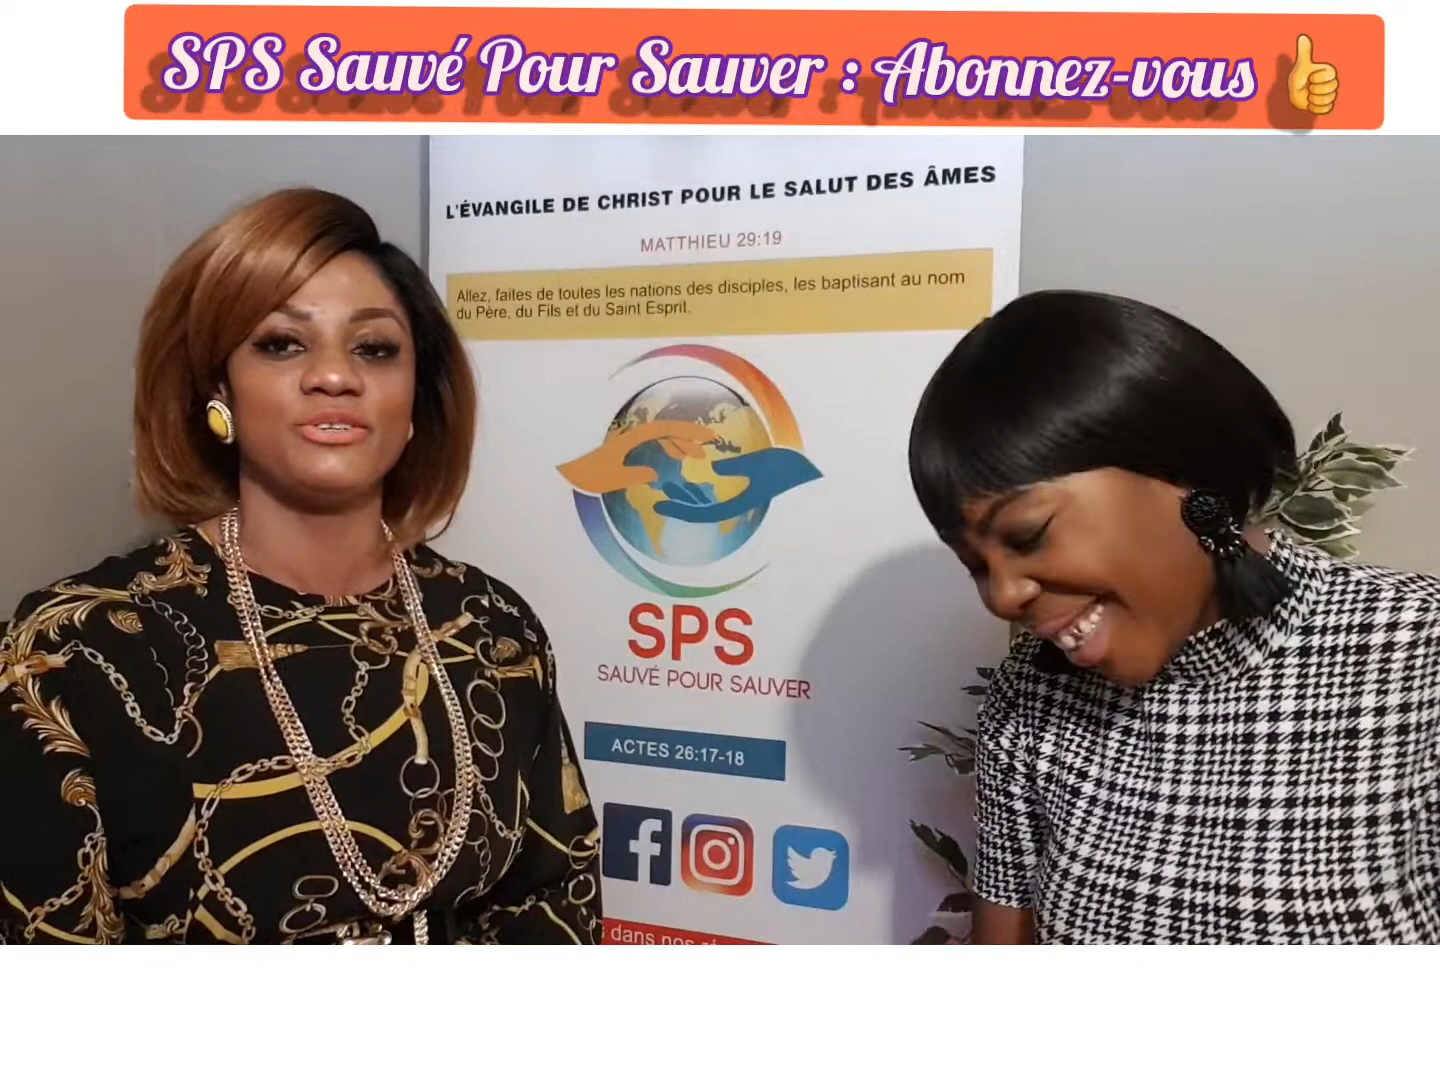 SPS Sauvé Pour Sauver : Abonnez-vous 👍
L'ÉVANGILE DE CHRIST POUR LE SALUT DES ÂMES
MATTHIEU 29:19
Allez, faites de toutes les nations des disciples, les baptisant au nom
du Père, du Fils et du Saint Esprit.
SPS
SAUVÉ POUR SAUVER
ACTES 26:17-18
dans nos